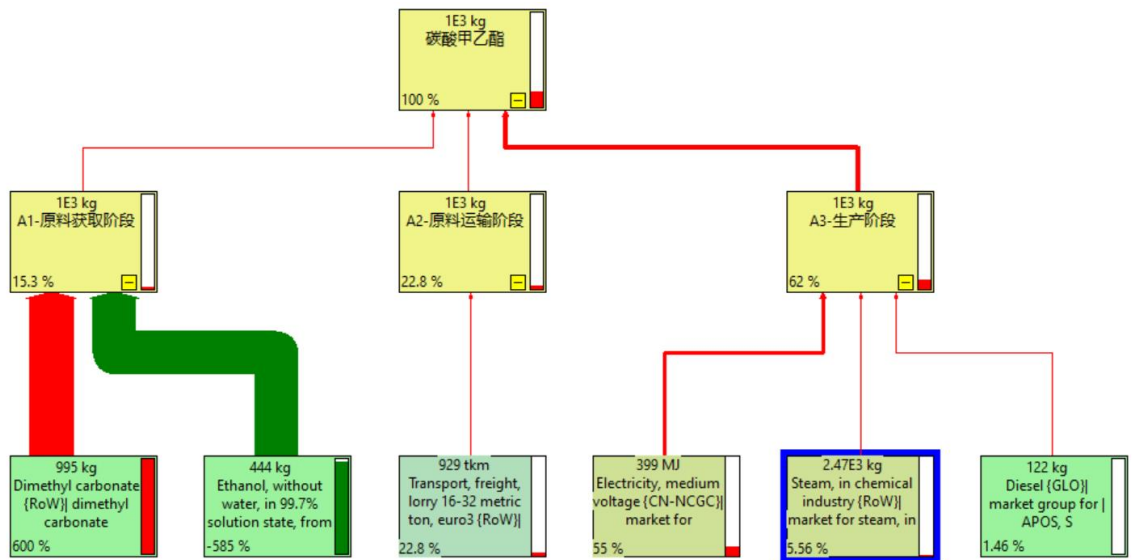 1E3 kg
碳酸甲乙酯
100 %
1E3 kg
A1-原料获取阶段
15.3 %
1E3 kg
A2-原料运输阶段
22.8 %
1E3 kg
A3-生产阶段
62 %
995 kg
Dimethyl carbonate
{RoW}| dimethyl
carbonate
600 %
444 kg
Ethanol, without
water, in 99.7%
solution state, from
-585 %
929 tkm
Transport, freight,
lorry 16-32 metric
ton, euro3 {RoW}|
22.8 %
399 MJ
Electricity, medium
voltage {CN-NCGC}|
market for
55 %
2.47E3 kg
Steam, in chemical
industry {RoW}|
market for steam, in
5.56 %
122 kg
Diesel {GLO}|
market group for |
APOS, S
1.46 %